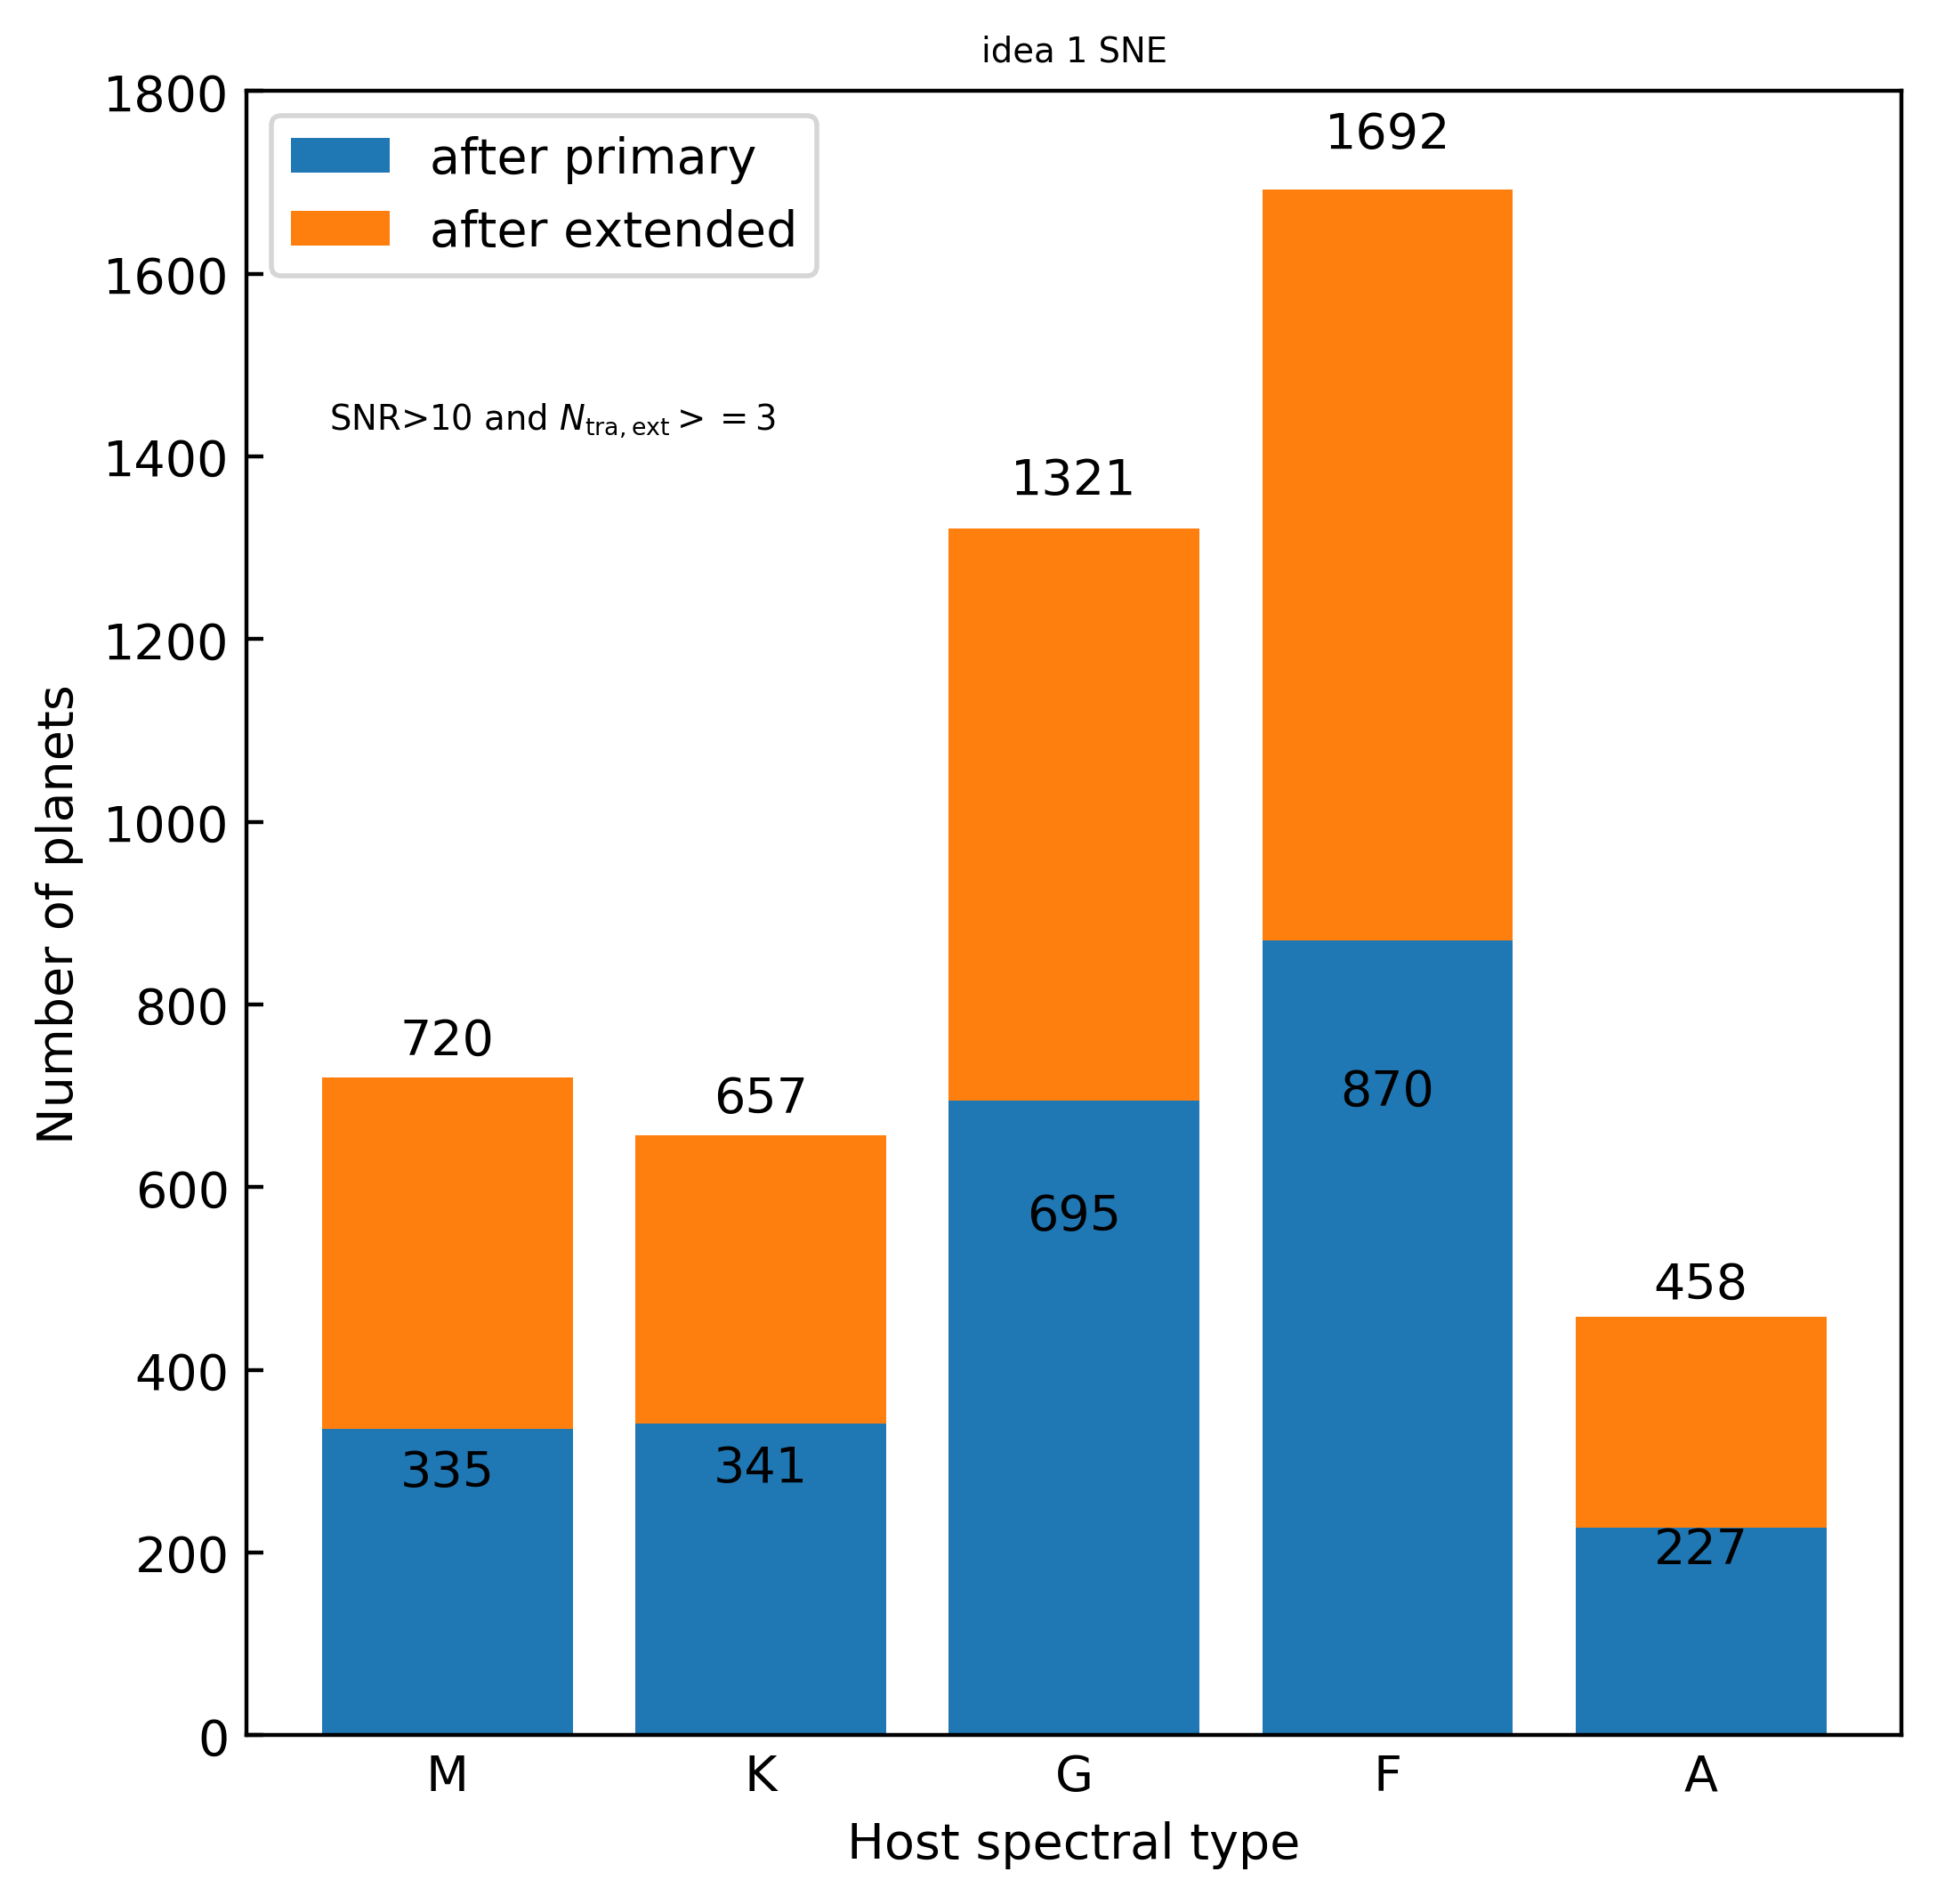 idea 1 SNE
1800
1600
1400
1200
1000
800
600
400
200
0
Number of planets
after primary
after extended
SNR>10 and N_tra,ext >=3
720
657
1321
1692
458
335
341
695
870
227
M K G F A
Host spectral type